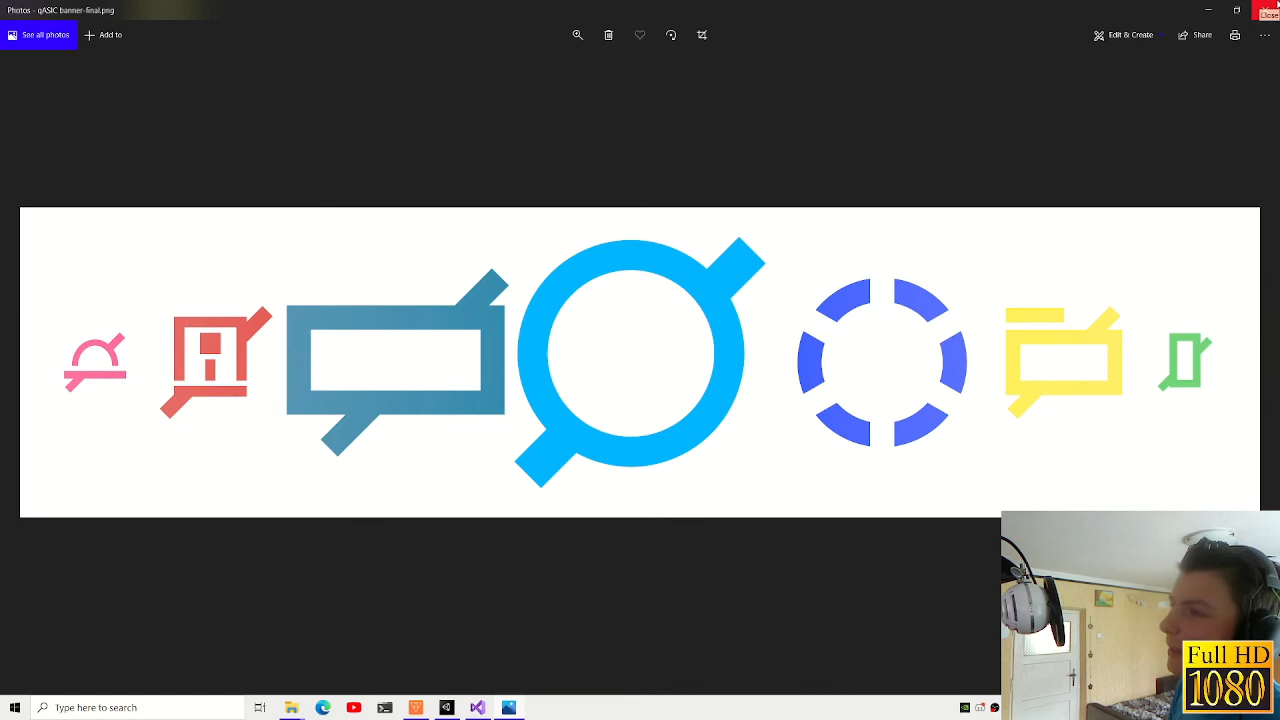 Photos - qASIC banner-final.png
Close
See all photos
Add to
Edit & Create
Share
Type here to search
Full HD
1080